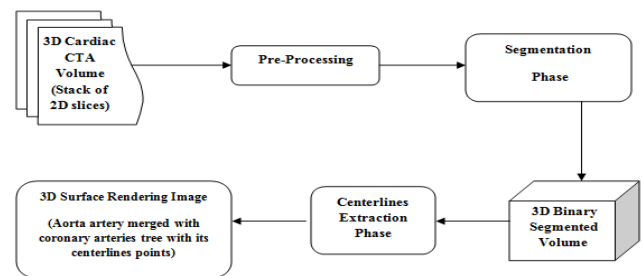 3D Cardiac
CTA
Volume
(Stack of
2D slices)
Pre-Processing
Segmentation
Phase
3D Binary
Segmented
Volume
Centerlines
Extraction
Phase
3D Surface Rendering Image
(Aorta artery merged with
coronary arteries tree with its
centerlines points)